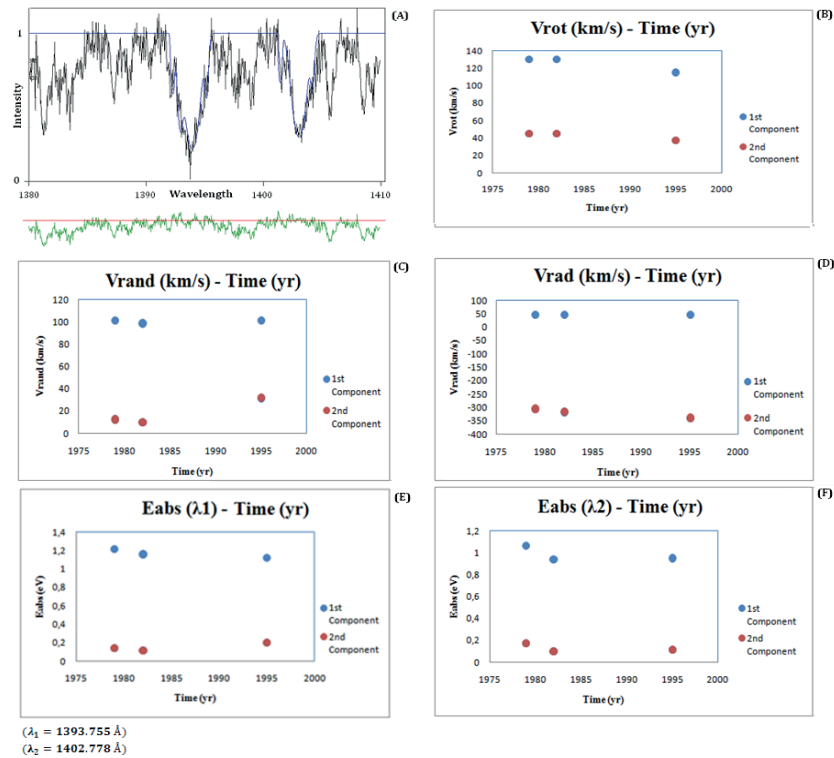 (A)
1
Intensity
0
1380
1390
Wavelength
1400
1410
(B)
Vrot (km/s) - Time (yr)
140
120
100
80
60
40
20
0
Vrot (km/s)
1975
1980
1985
1990
1995
2000
Time (yr)
1st
Component
2nd
Component
(C)
Vrand (km/s) - Time (yr)
120
100
80
60
40
20
0
Vrand (km/s)
1975
1980
1985
1990
1995
2000
Time (yr)
1st
Component
2nd
Component
(D)
Vrad (km/s) - Time (yr)
100
50
0
-50
-100
-150
-200
-250
-300
-350
-400
Vrad (km/s)
1975
1980
1985
1990
1995
2000
Time (yr)
1st
Component
2nd
Component
(E)
Eabs (λ1) - Time (yr)
1,4
1,2
1
0,8
0,6
0,4
0,2
0
Eabs (eV)
1975
1980
1985
1990
1995
2000
Time (yr)
1st
Component
2nd
Component
(F)
Eabs (λ2) - Time (yr)
1,2
1
0,8
0,6
0,4
0,2
0
Eabs (eV)
1975
1980
1985
1990
1995
2000
Time (yr)
1st
Component
2nd
Component
(λ₁ = 1393.755 Å)
(λ₂ = 1402.778 Å)